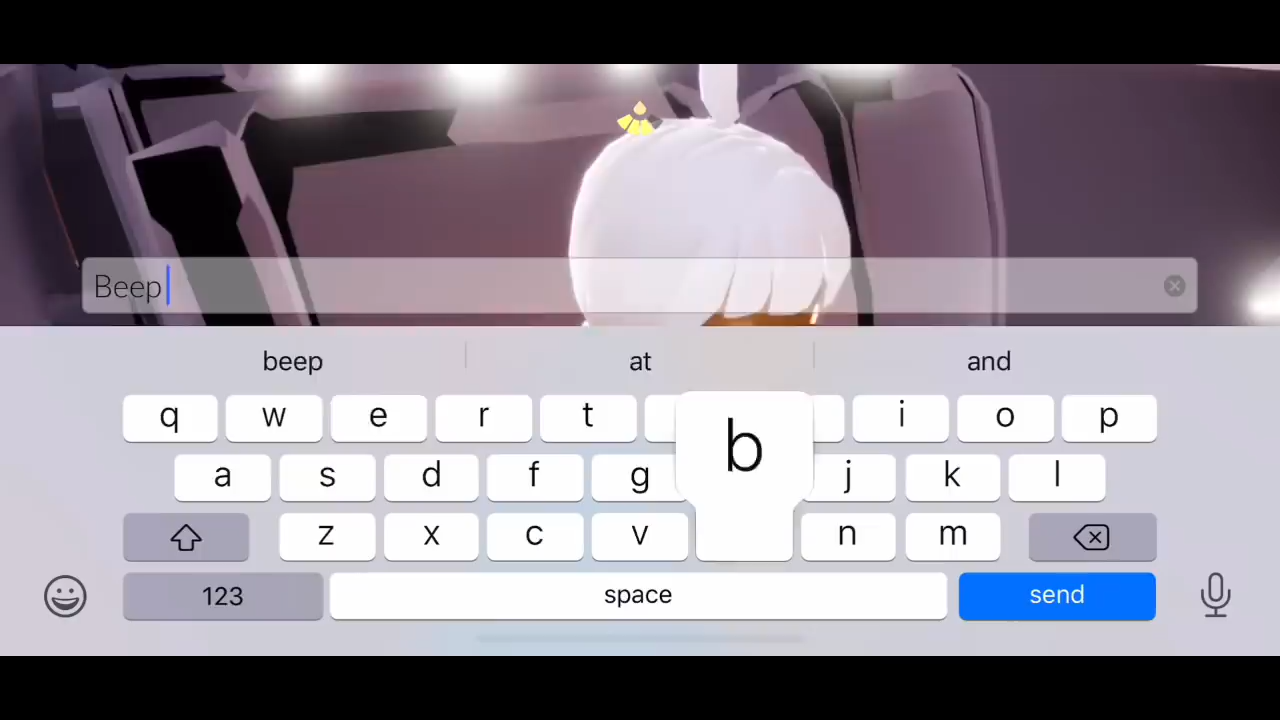 Beep
beep at and
q w e r t i o p
a s d f g j k l
z x c v b n m
123 space send